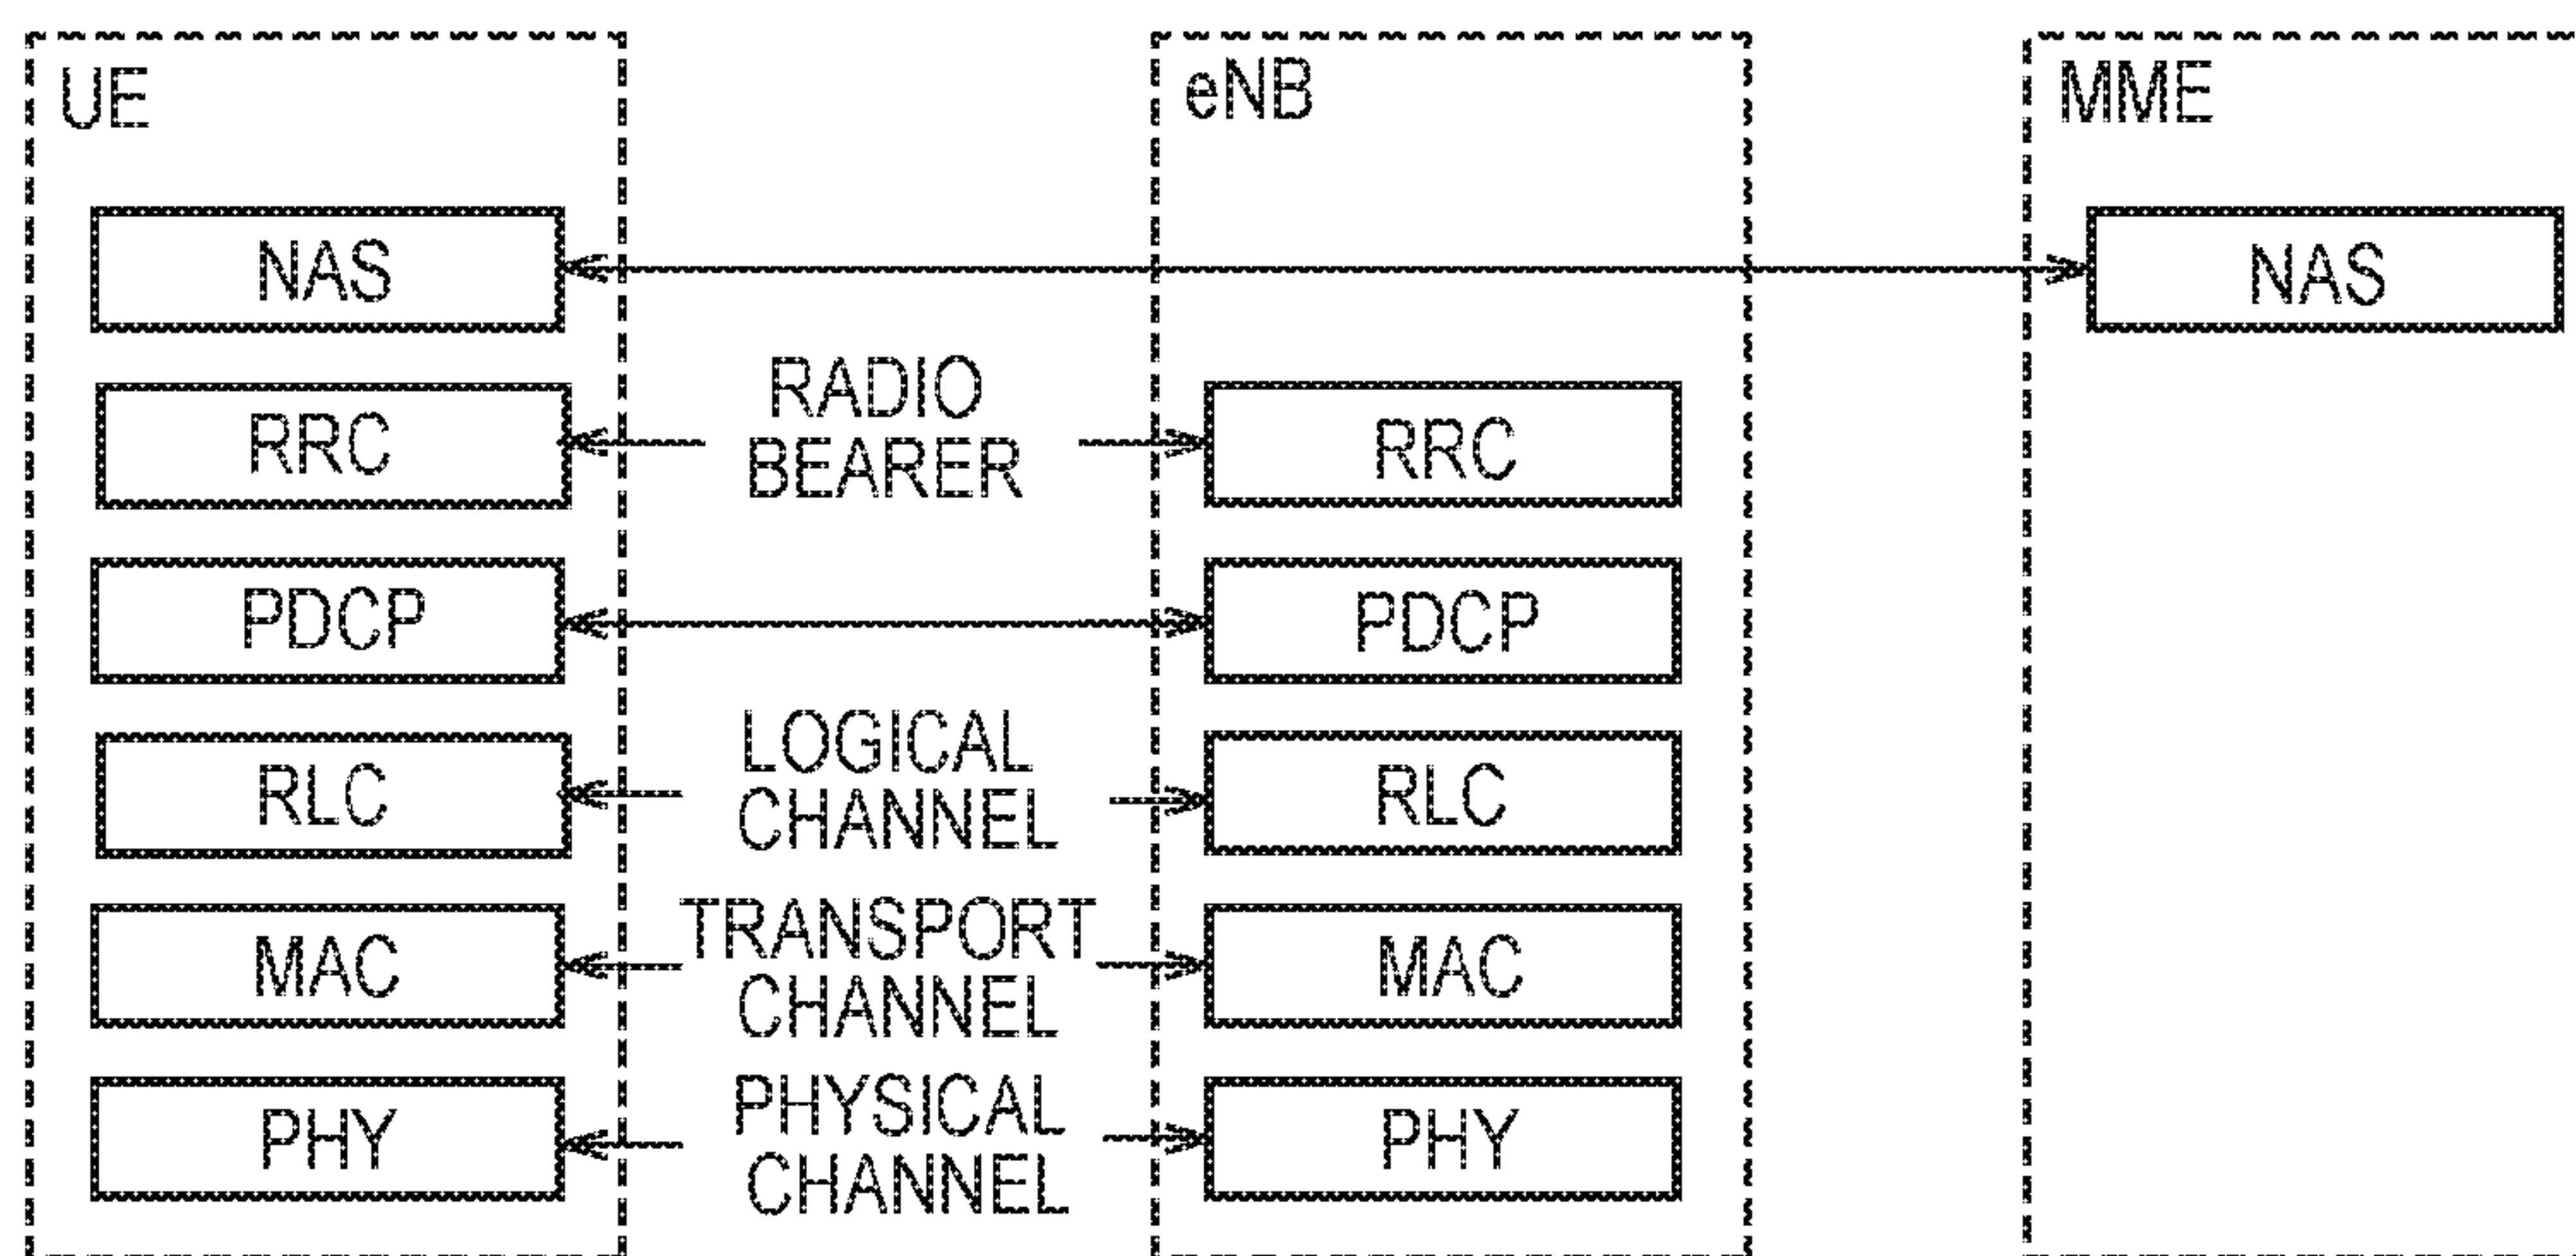 UE
eNB
MME
NAS
NAS
RADIO
BEARER
RRC
RRC
PDCP
PDCP
LOGICAL
CHANNEL
RLC
RLC
TRANSPORT
CHANNEL
MAC
MAC
PHYSICAL
CHANNEL
PHY
PHY